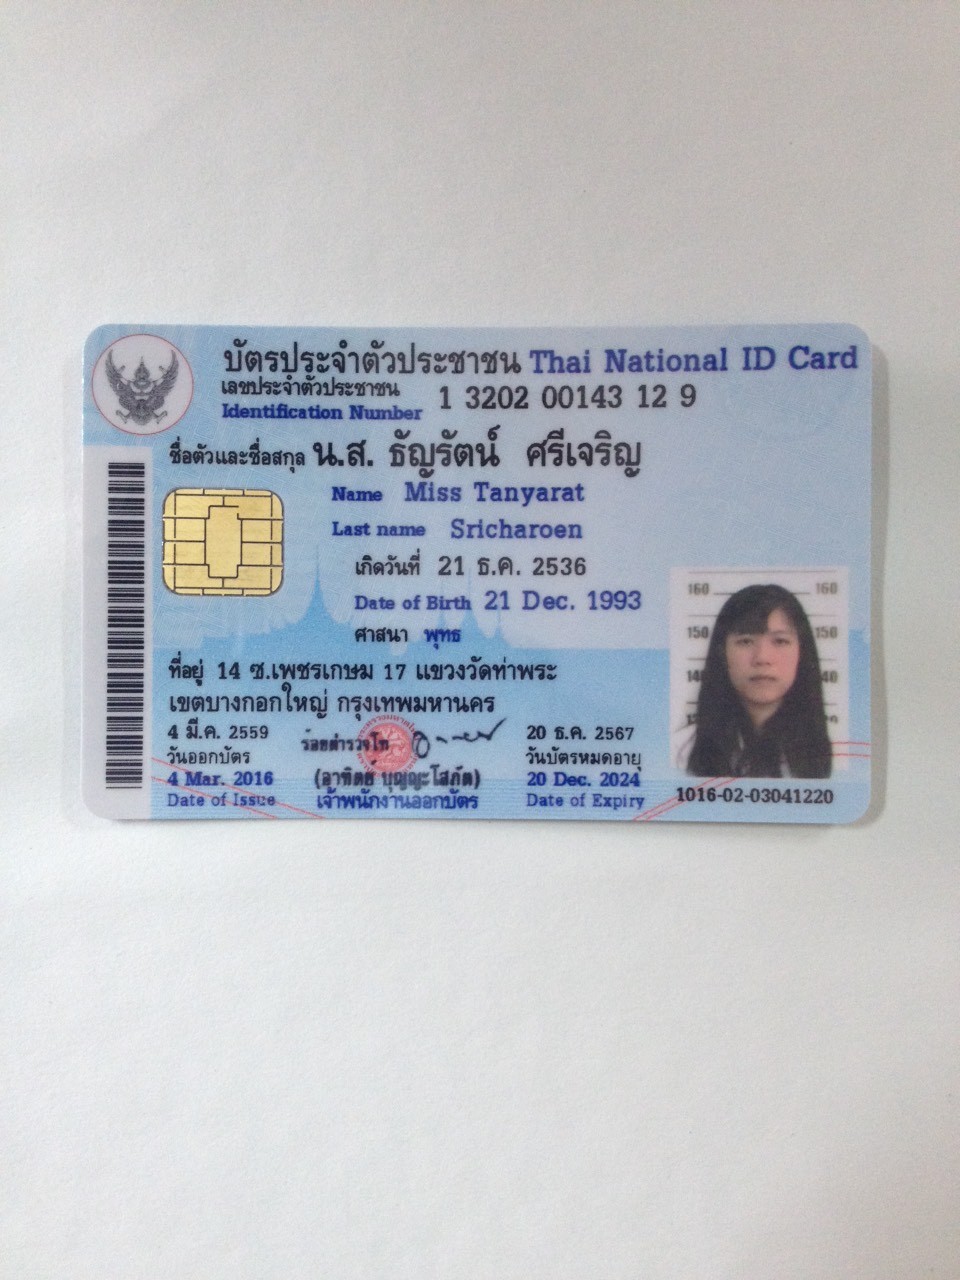 บัตรประจำตัวประชาชน Thai National ID Card
เลขประจำตัวประชาชน
Identification Number 1 3202 00143 12 9
ชื่อตัวและชื่อสกุล น.ส. ธัญรัตน์ ศรีเจริญ
Name Miss Tanyarat
Last name Sricharoen
เกิดวันที่ 21 ธ.ค. 2536
Date of Birth 21 Dec. 1993
ศาสนา พุทธ
ที่อยู่ 14 ซ.เพชรเกษม 17 แขวงวัดท่าพระ
เขตบางกอกใหญ่ กรุงเทพมหานคร
4 มี.ค. 2559
วันออกบัตร
4 Mar. 2016
Date of Issue
ร้อยตำรวจโท
(อาทิตย์ บุญญะโสภัต)
เจ้าพนักงานออกบัตร
20 ธ.ค. 2567
วันบัตรหมดอายุ
20 Dec. 2024
Date of Expiry
160 160
150 150
1016-02-03041220